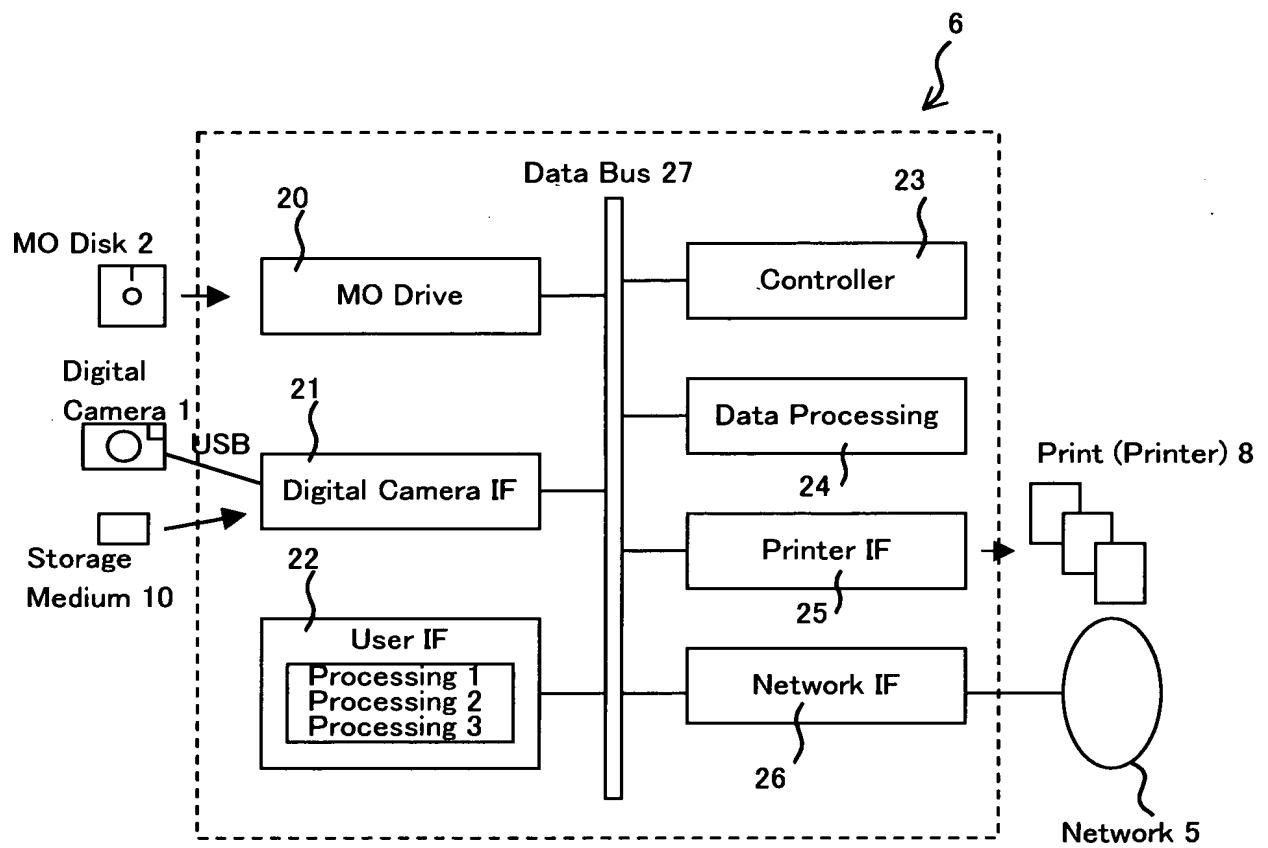 6
Data Bus 27
20
23
MO Disk 2
MO Drive
Controller
Digital
Camera 1
USB
21
Data Processing
Digital Camera IF
24
Print (Printer) 8
Storage
Medium 10
22
Printer IF
25
User IF
Processing 1
Processing 2
Processing 3
Network IF
26
Network 5